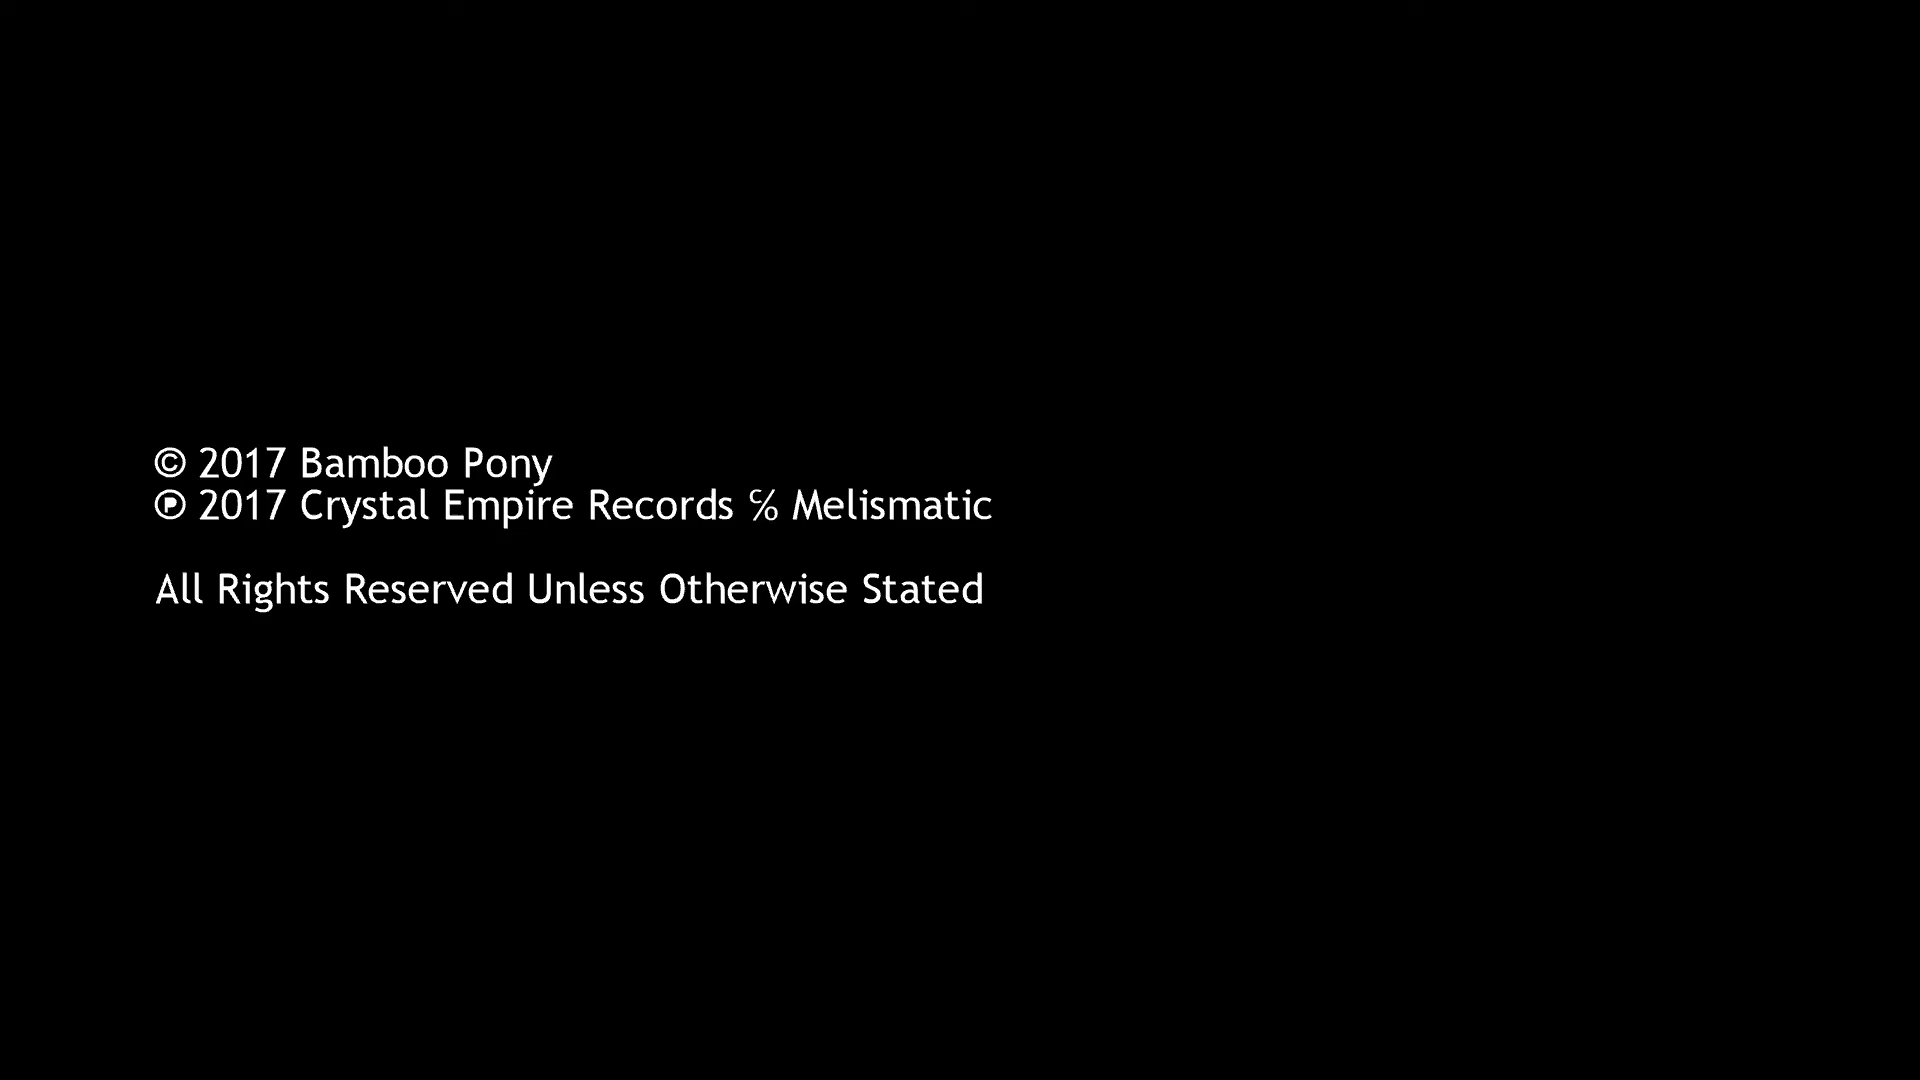 © 2017 Bamboo Pony
℗ 2017 Crystal Empire Records ℅ Melismatic
All Rights Reserved Unless Otherwise Stated